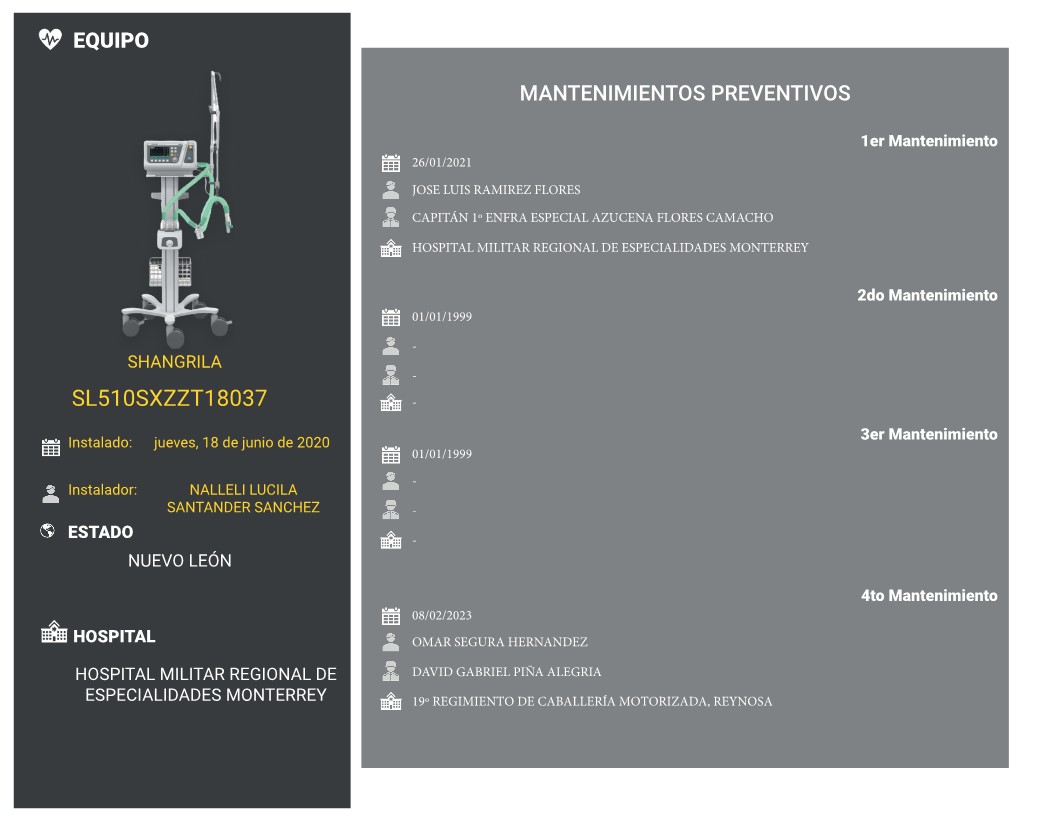 EQUIPO
SHANGRILA
SL510SXZZT18037
Instalado: jueves, 18 de junio de 2020
Instalador: NALLELI LUCILA
SANTANDER SANCHEZ
ESTADO
NUEVO LEÓN
HOSPITAL
HOSPITAL MILITAR REGIONAL DE
ESPECIALIDADES MONTERREY
MANTENIMIENTOS PREVENTIVOS
1er Mantenimiento
26/01/2021
JOSE LUIS RAMIREZ FLORES
CAPITÁN 1º ENFRA ESPECIAL AZUCENA FLORES CAMACHO
HOSPITAL MILITAR REGIONAL DE ESPECIALIDADES MONTERREY
2do Mantenimiento
01/01/1999
-
-
-
3er Mantenimiento
01/01/1999
-
-
-
4to Mantenimiento
08/02/2023
OMAR SEGURA HERNANDEZ
DAVID GABRIEL PIÑA ALEGRIA
19º REGIMIENTO DE CABALLERÍA MOTORIZADA, REYNOSA